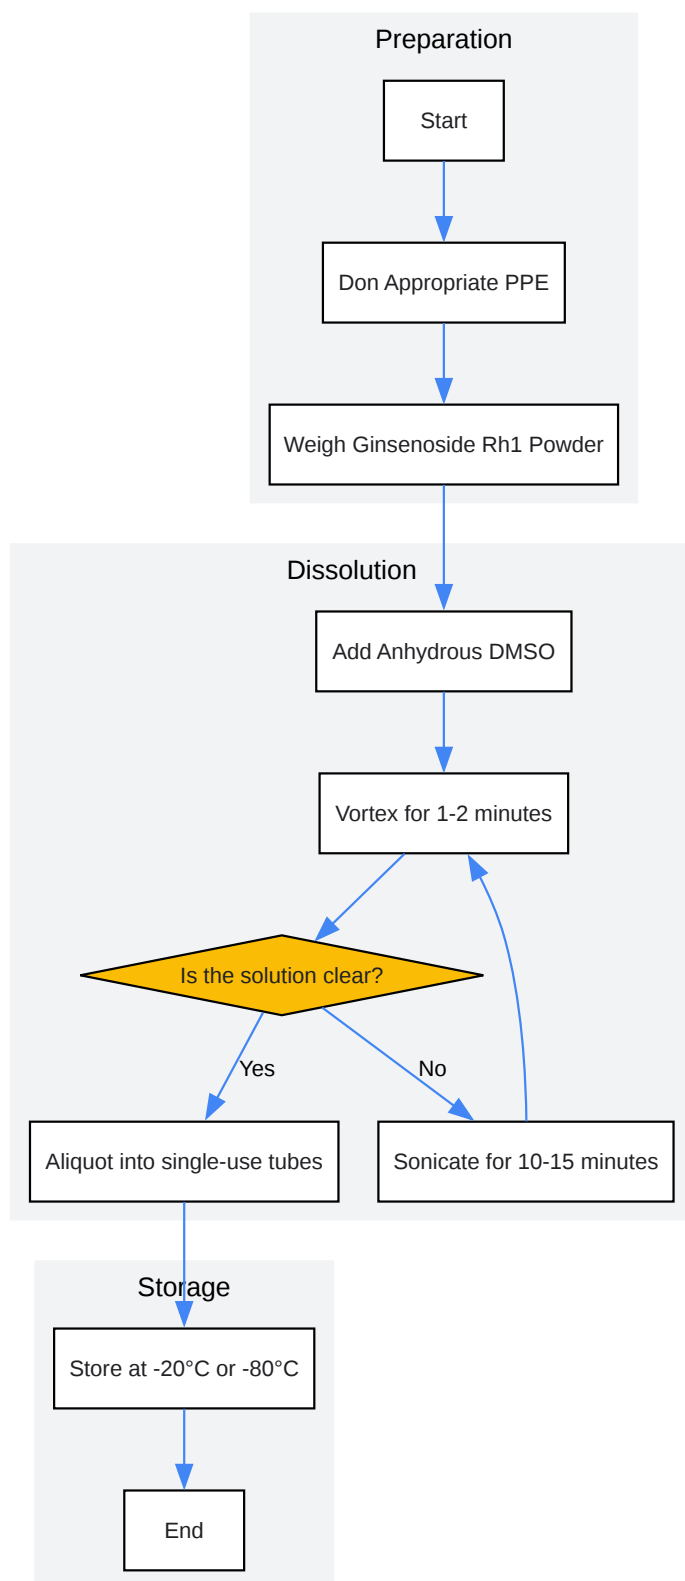 Preparation
Start
Don Appropriate PPE
Weigh Ginsenoside Rh1 Powder
Dissolution
Add Anhydrous DMSO
Vortex for 1-2 minutes
Is the solution clear?
Yes
No
Aliquot into single-use tubes
Sonicate for 10-15 minutes
Storage
Store at -20°C or -80°C
End